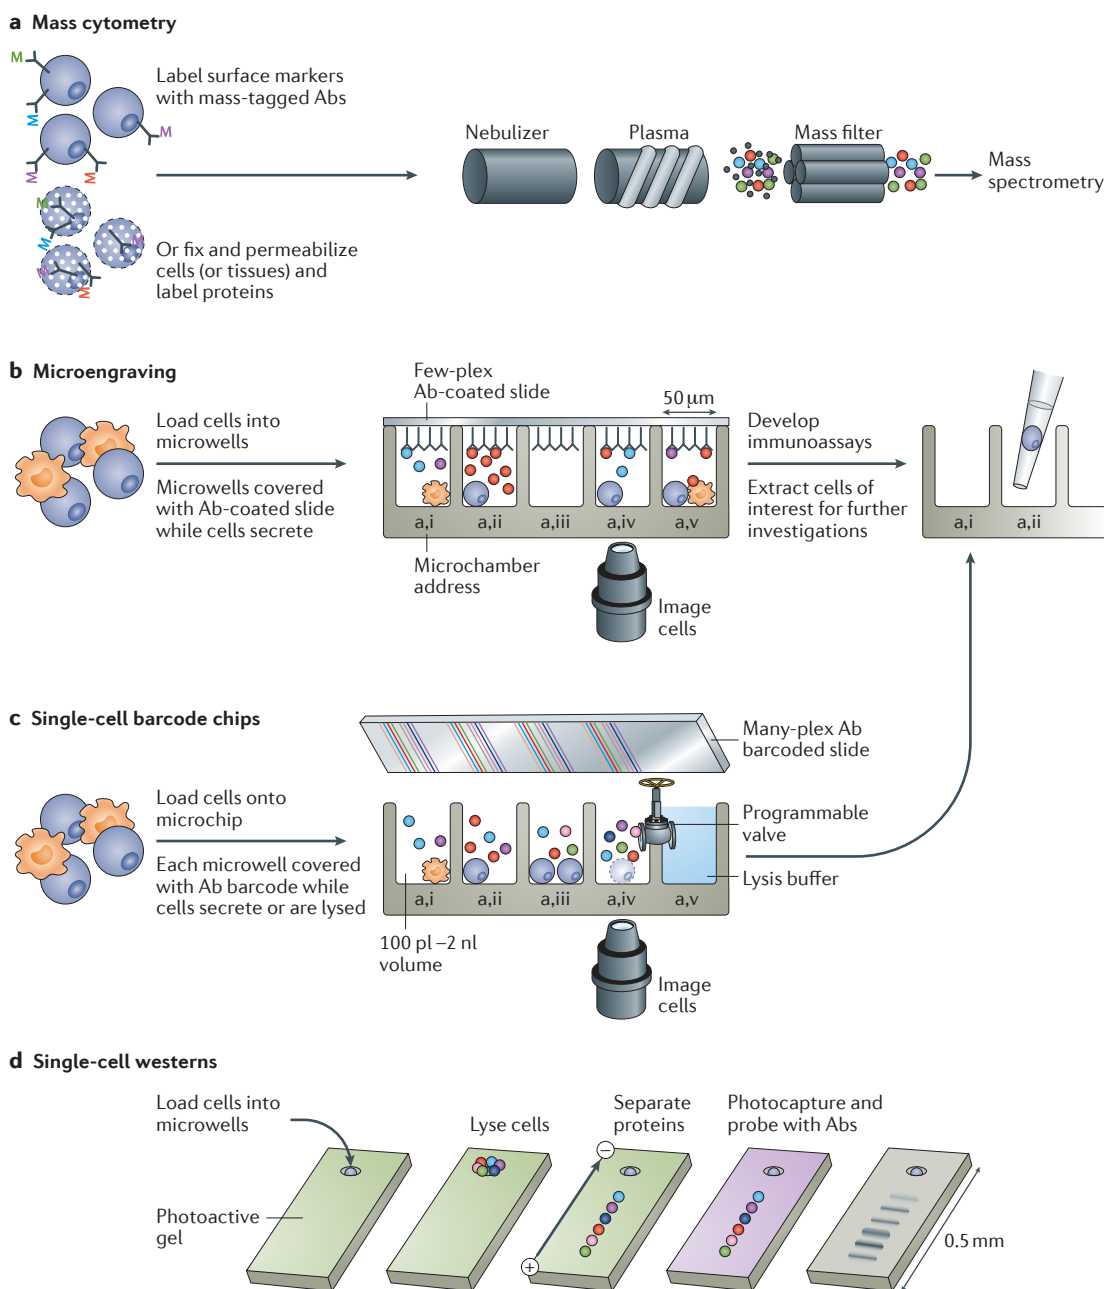 a Mass cytometry
M
M
M
M
M
Label surface markers
with mass-tagged Abs
Nebulizer
Plasma
Mass filter
Mass
spectrometry
M
M
M
M
M
Or fix and permeabilize
cells (or tissues) and
label proteins
b Microengraving
Load cells into
microwells
Microwells covered
with Ab-coated slide
while cells secrete
Few-plex
Ab-coated slide
50 μm
a,i
a,ii
a,iii
a,iv
a,v
Microchamber
address
Image
cells
Develop
immunoassays
Extract cells of
interest for further
investigations
a,i
a,ii
c Single-cell barcode chips
Load cells onto
microchip
Each microwell covered
with Ab barcode while
cells secrete or are lysed
Many-plex Ab
barcoded slide
Programmable
valve
Lysis buffer
a,i
a,ii
a,iii
a,iv
a,v
100 pl –2 nl
volume
Image
cells
d Single-cell westerns
Load cells into
microwells
Photoactive
gel
Lyse cells
Separate
proteins
−
+
Photocapture and
probe with Abs
0.5 mm